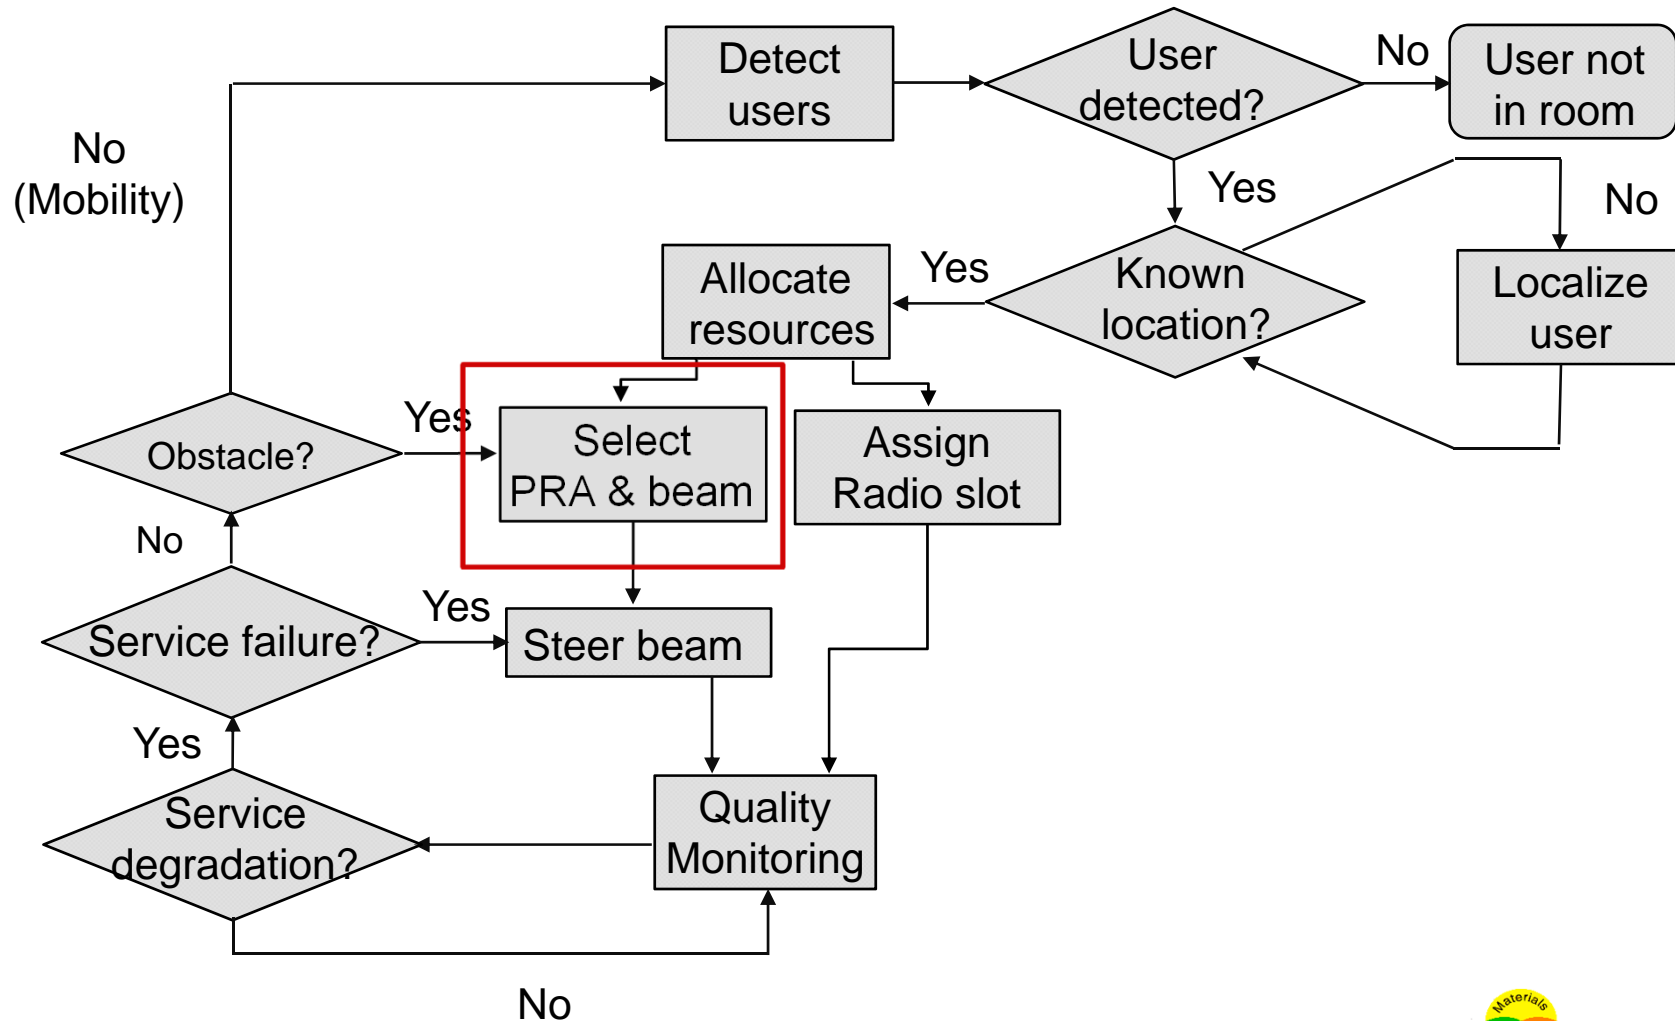 Detect
users
User
detected?
No
User not
in room
No
(Mobility)
Yes
No
Allocate
resources
Yes
Known
location?
Localize
user
Obstacle?
Yes
Select
PRA & beam
Assign
Radio slot
No
Service failure?
Yes
Steer beam
Yes
Service
degradation?
Quality
Monitoring
No
Materials